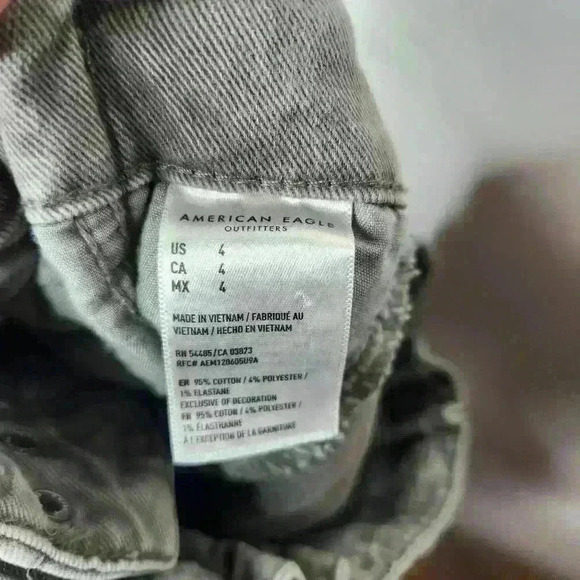 AMERICAN EAGLE
OUTFITTERS
US 4
CA 4
MX 4
MADE IN VIETNAM / FABRIQUÉ AU
VIETNAM / HECHO EN VIETNAM
RN 54485/CA 03873
RFC# AEM120605U9A
EN 95% COTTON / 4% POLYESTER /
1% ELASTANE
EXCLUSIVE OF DECORATION
FR 95% COTON / 4% POLYESTER /
1% ÉLASTHANNE
À L'EXCEPTION DE LA GARNITURE